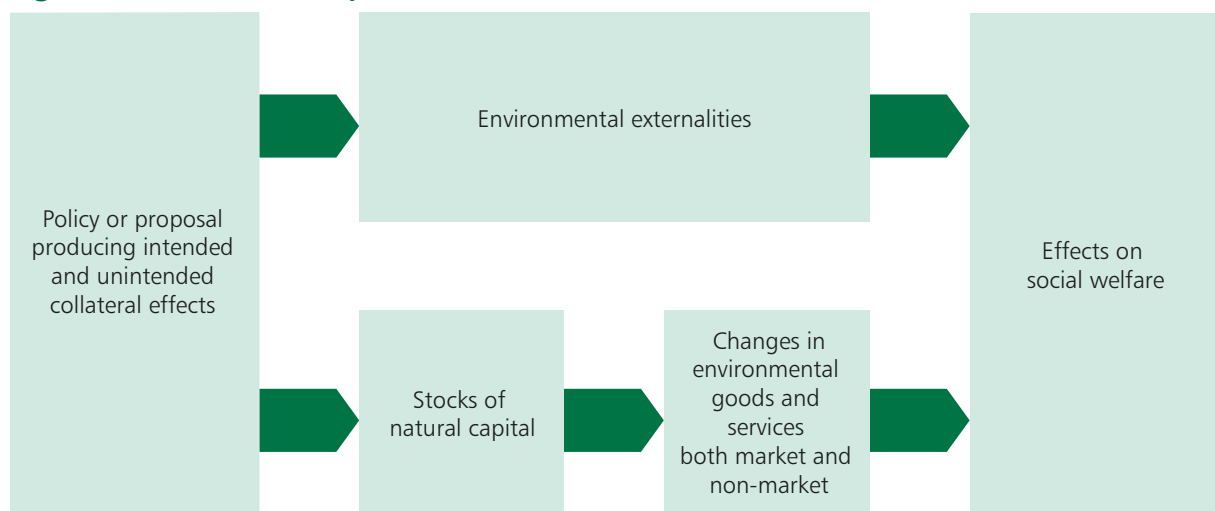 Policy or proposal
producing intended
and unintended
collateral effects
Environmental externalities
Stocks of
natural capital
Changes in
environmental
goods and
services
both market and
non-market
Effects on
social welfare